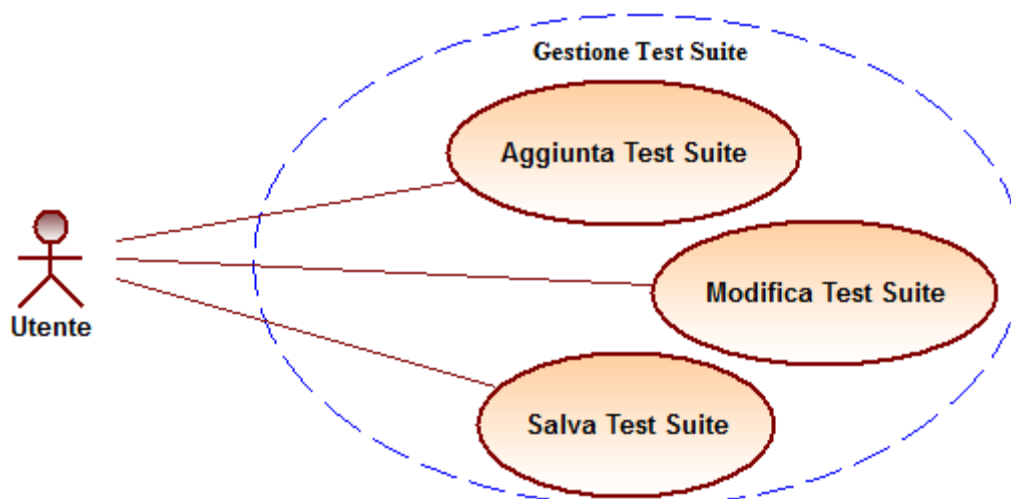 Gestione Test Suite
Aggiunta Test Suite
Modifica Test Suite
Utente
Salva Test Suite